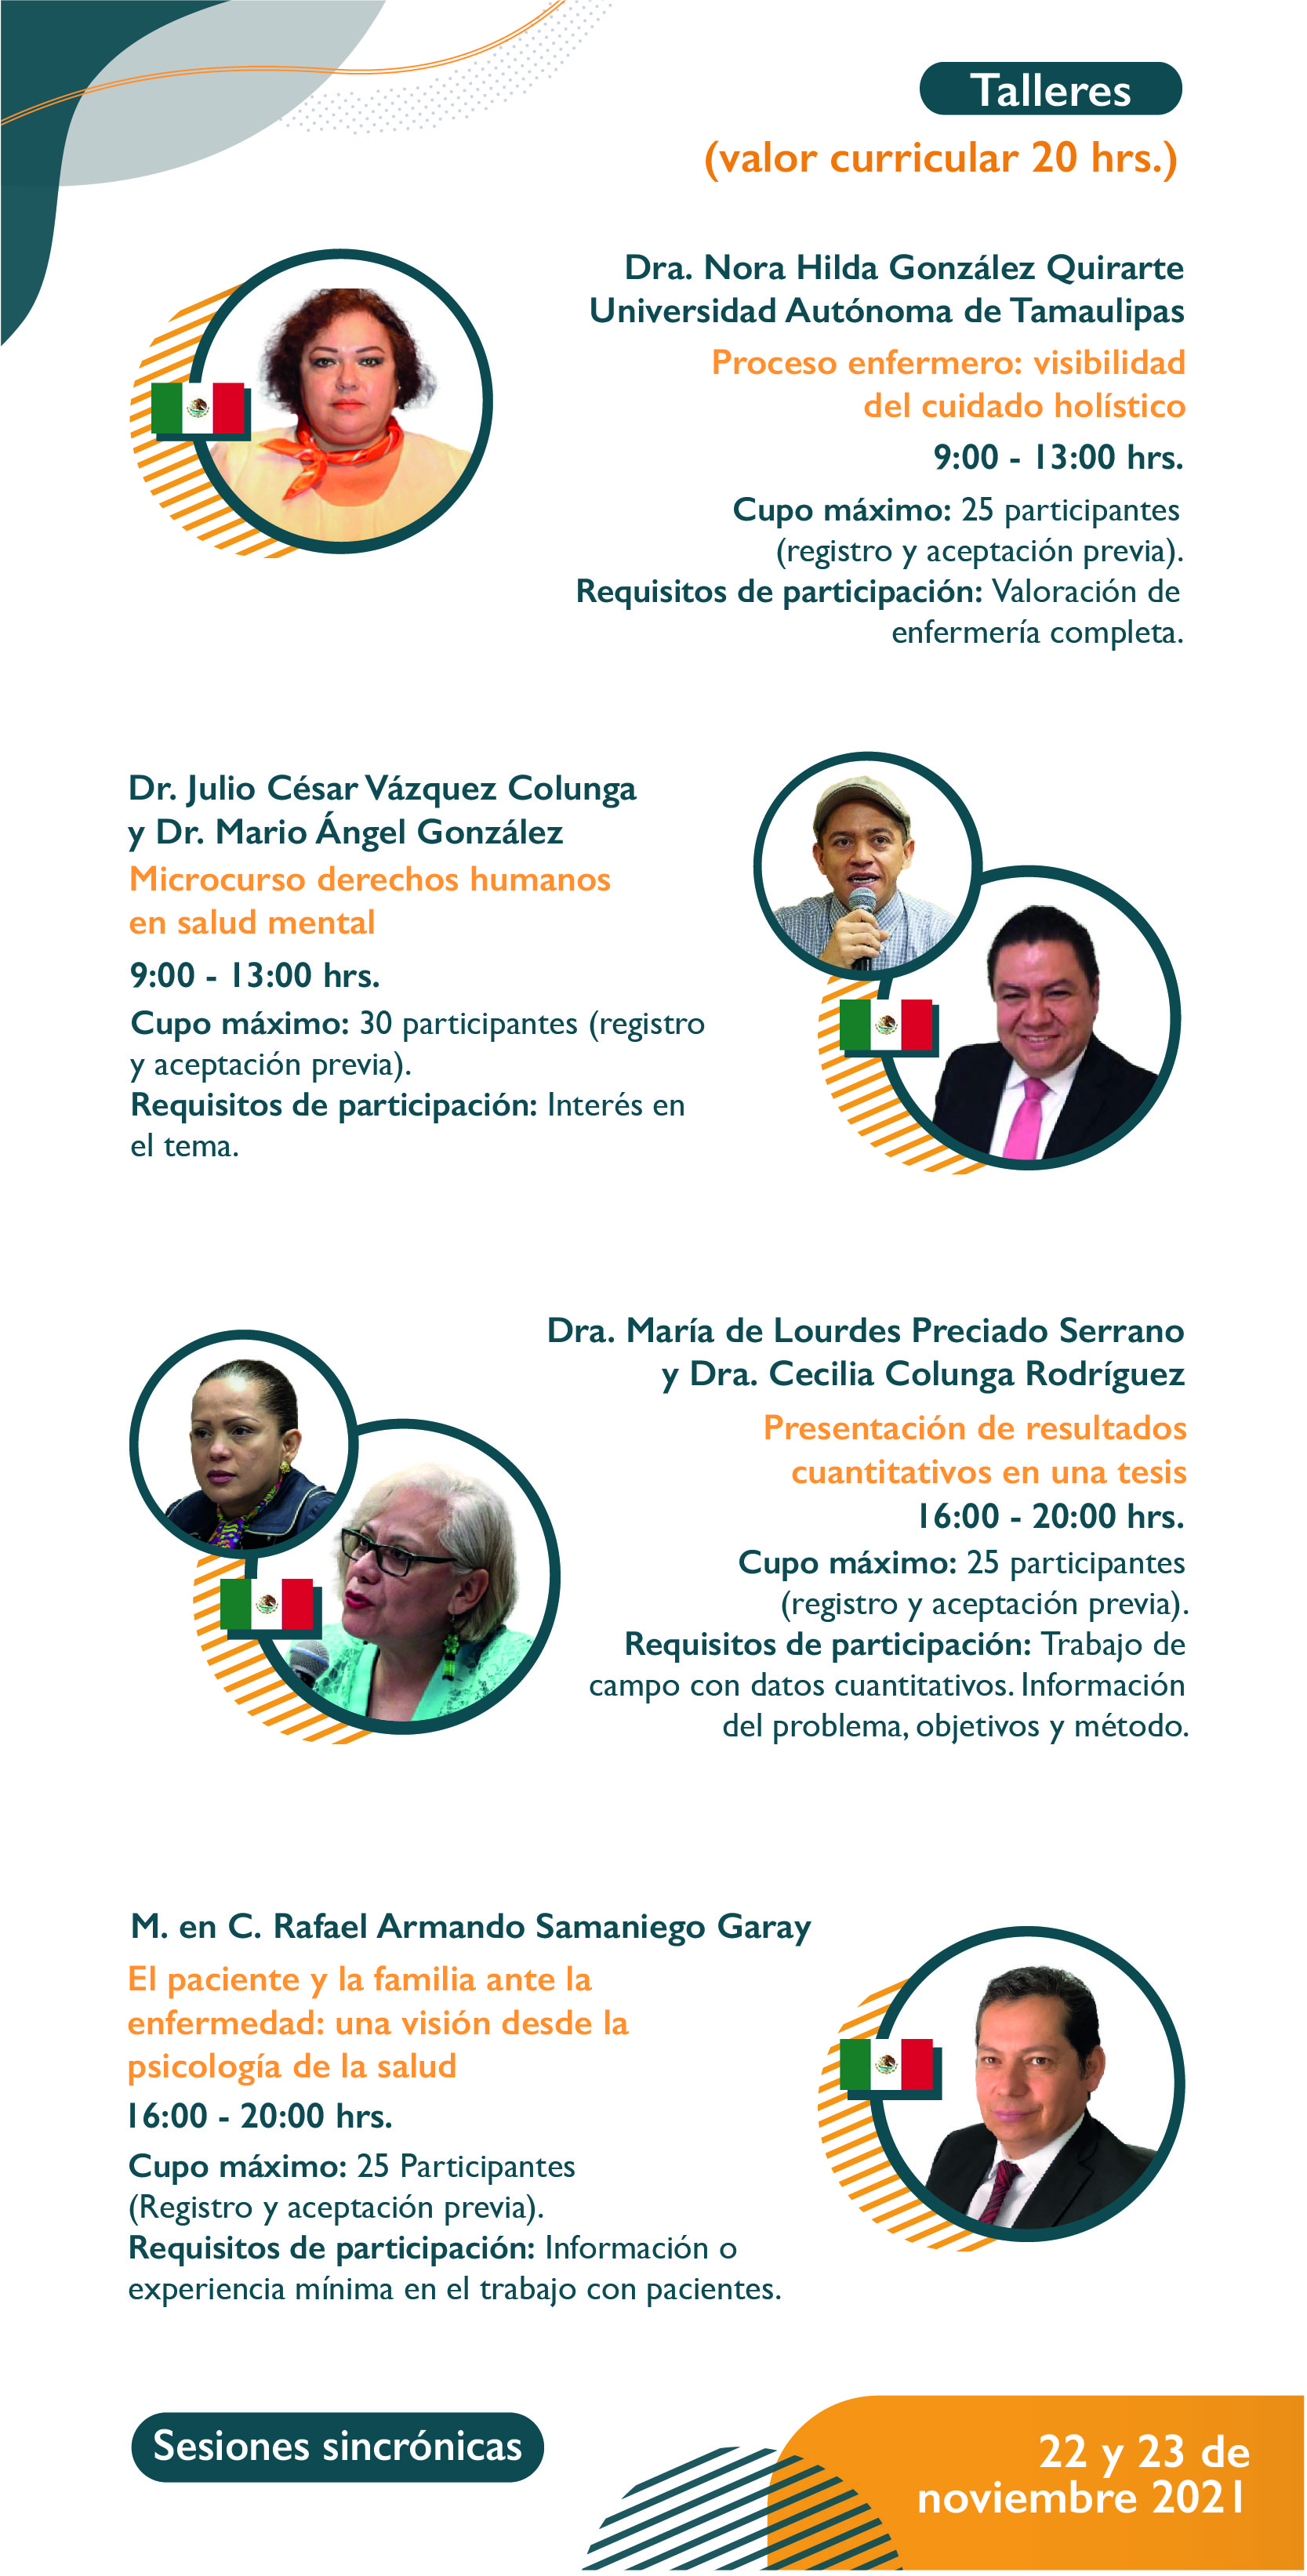 Talleres
(valor curricular 20 hrs.)
Dra. Nora Hilda González Quirarte
Universidad Autónoma de Tamaulipas
Proceso enfermero: visibilidad
del cuidado holístico
9:00 - 13:00 hrs.
Cupo máximo: 25 participantes
(registro y aceptación previa).
Requisitos de participación: Valoración de
enfermería completa.
Dr. Julio César Vázquez Colunga
y Dr. Mario Ángel González
Microcurso derechos humanos
en salud mental
9:00 - 13:00 hrs.
Cupo máximo: 30 participantes (registro
y aceptación previa).
Requisitos de participación: Interés en
el tema.
Dra. María de Lourdes Preciado Serrano
y Dra. Cecilia Colunga Rodríguez
Presentación de resultados
cuantitativos en una tesis
16:00 - 20:00 hrs.
Cupo máximo: 25 participantes
(registro y aceptación previa).
Requisitos de participación: Trabajo de
campo con datos cuantitativos. Información
del problema, objetivos y método.
M. en C. Rafael Armando Samaniego Garay
El paciente y la familia ante la
enfermedad: una visión desde la
psicología de la salud
16:00 - 20:00 hrs.
Cupo máximo: 25 Participantes
(Registro y aceptación previa).
Requisitos de participación: Información o
experiencia mínima en el trabajo con pacientes.
Sesiones sincrónicas
22 y 23 de
noviembre 2021